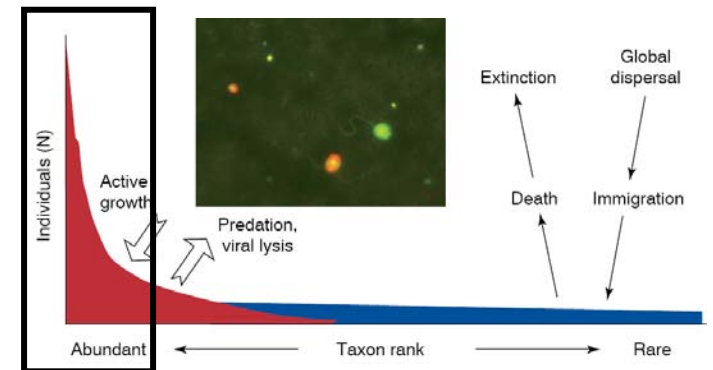 Individuals (N)
Active
growth
Predation,
viral lysis
Extinction
Global
dispersal
Death
Immigration
Abundant
Taxon rank
Rare